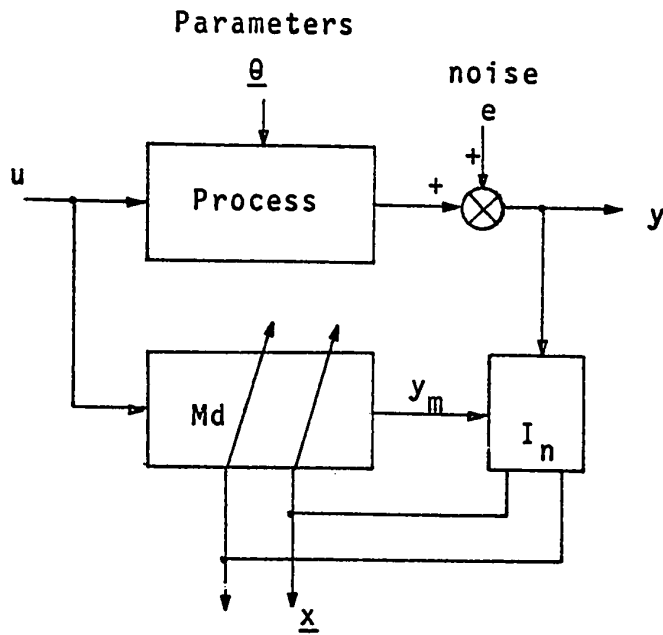 Parameters
θ
noise
e
+
u
Process
+
y
Md
y_m
I_n
x